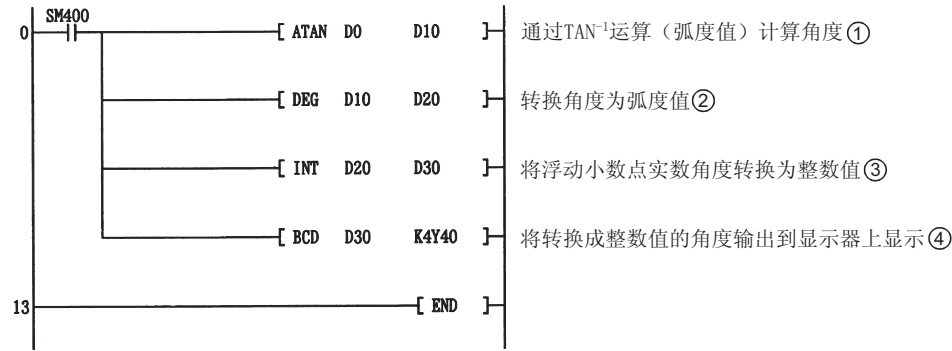 SM400
0 [ ATAN D0 D10 ] 通过TAN⁻¹运算（弧度值）计算角度①
[ DEG D10 D20 ] 转换角度为弧度值②
[ INT D20 D30 ] 将浮动小数点实数角度转换为整数值③
[ BCD D30 K4Y40 ] 将转换成整数值的角度输出到显示器上显示④
13 [ END ]